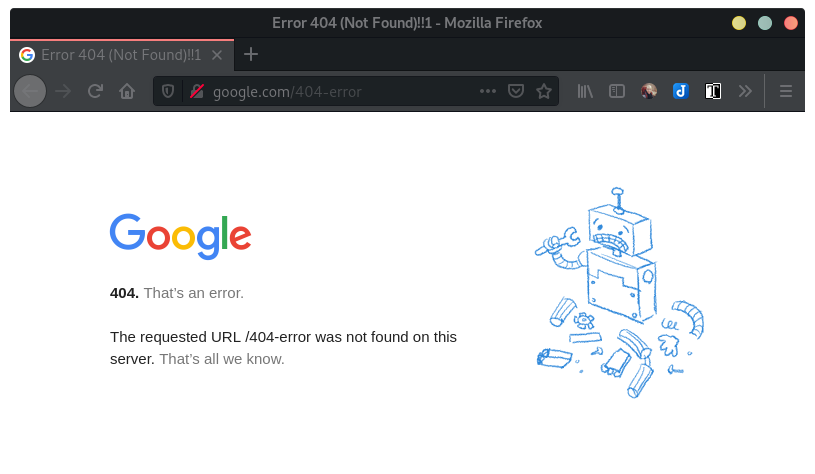 Error 404 (Not Found)!!1 - Mozilla Firefox
Error 404 (Not Found)!!1
google.com/404-error
Google
404. That’s an error.
The requested URL /404-error was not found on this
server. That’s all we know.